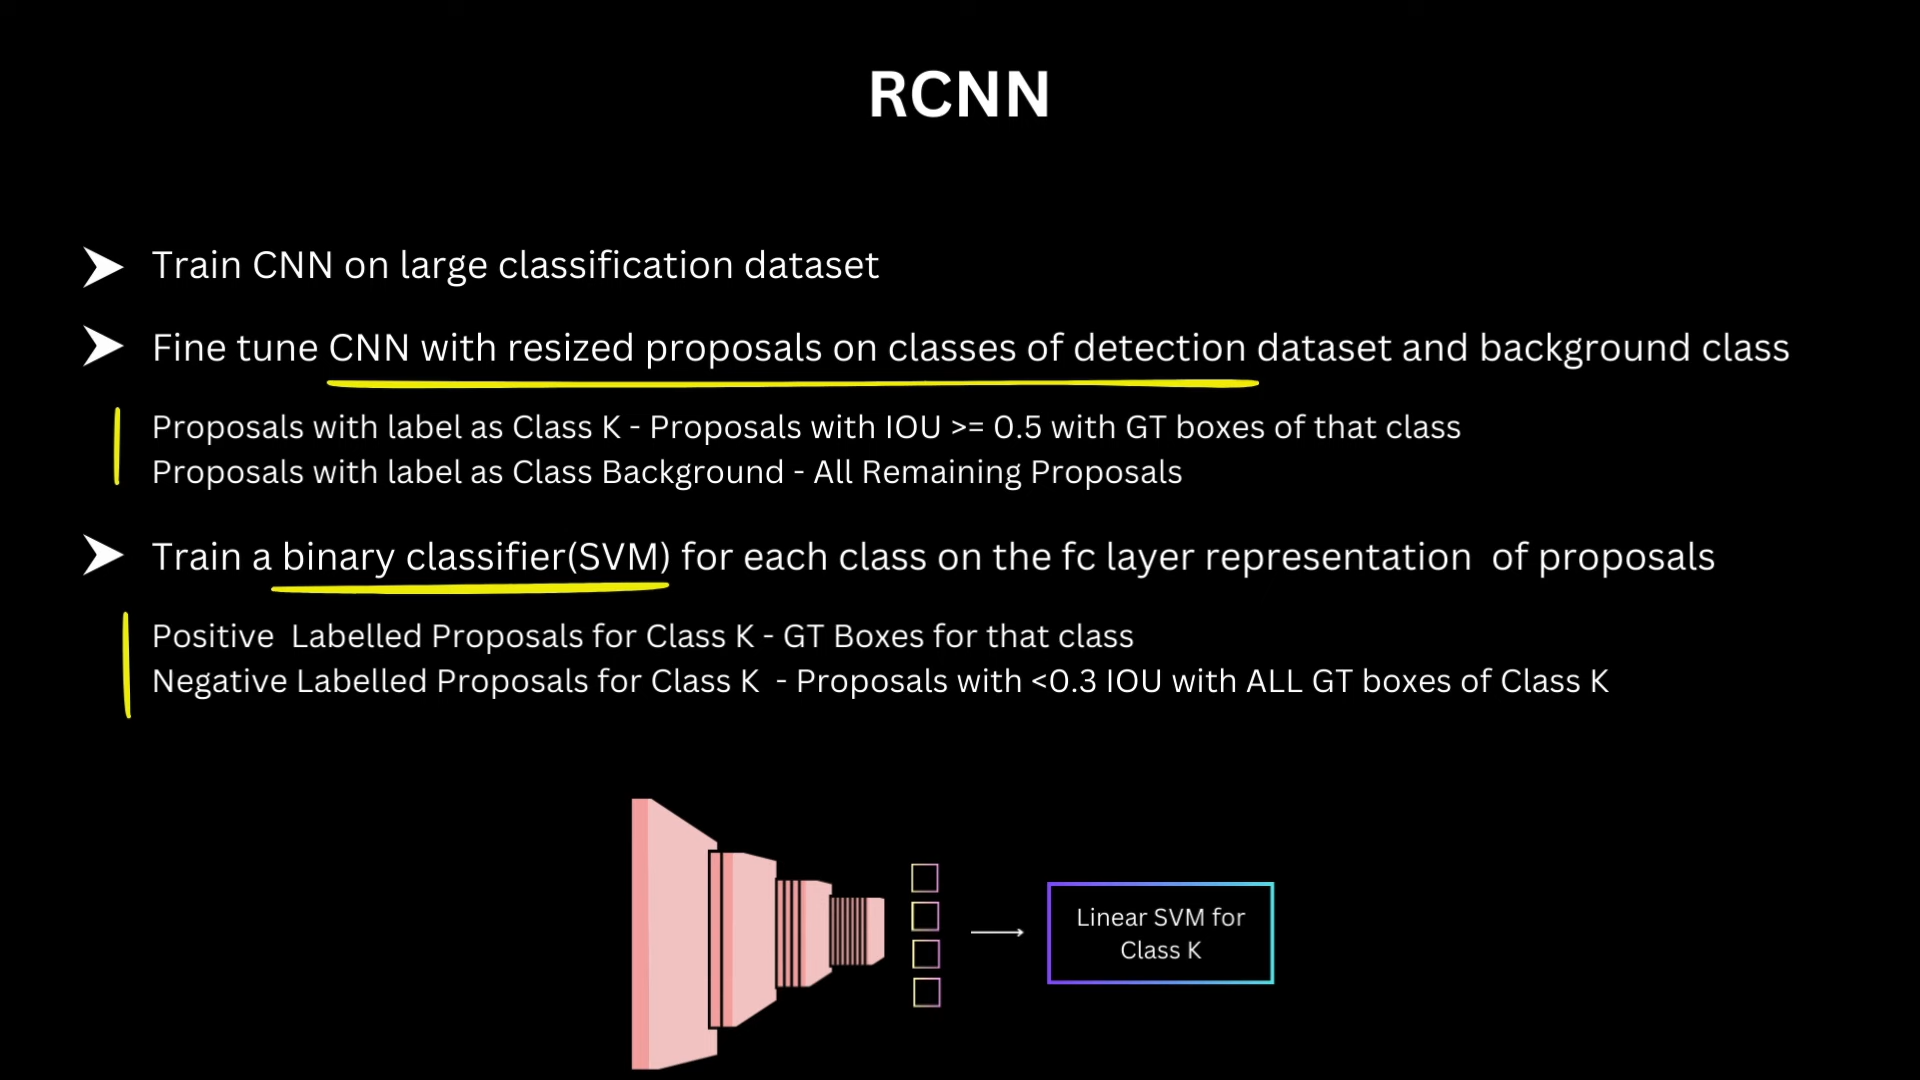 RCNN
Train CNN on large classification dataset
Fine tune CNN with resized proposals on classes of detection dataset and background class
Proposals with label as Class K - Proposals with IOU >= 0.5 with GT boxes of that class
Proposals with label as Class Background - All Remaining Proposals
Train a binary classifier(SVM) for each class on the fc layer representation of proposals
Positive Labelled Proposals for Class K - GT Boxes for that class
Negative Labelled Proposals for Class K - Proposals with <0.3 IOU with ALL GT boxes of Class K
Linear SVM for
Class K